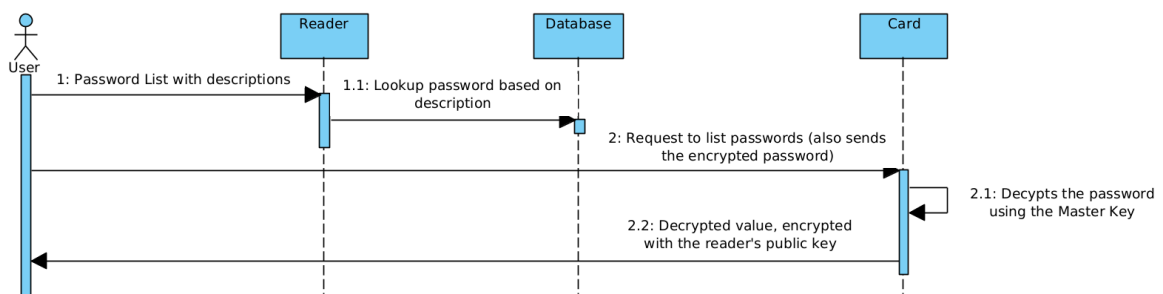 Reader
Database
Card
User
1: Password List with descriptions
1.1: Lookup password based on
description
2: Request to list passwords (also sends
the encrypted password)
2.1: Decypts the password
using the Master Key
2.2: Decrypted value, encrypted
with the reader's public key